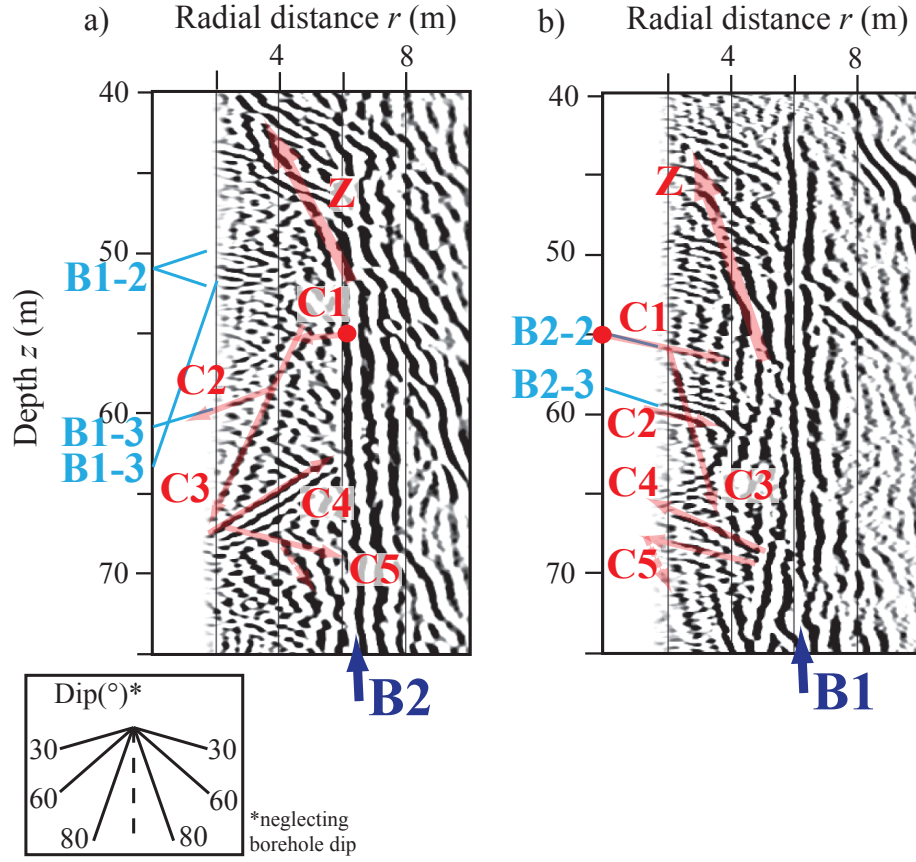 a) Radial distance r (m)
4 8
40
50
60
70
Depth z (m)
Z
B1-2
C1
C2
B1-3
B1-3
C3
C4
C5
B2
b) Radial distance r (m)
4 8
40
50
60
70
Z
C1
B2-2
B2-3
C2
C4
C3
C5
B1
Dip(°)*
30 30
60 60
80 80
*neglecting
borehole dip